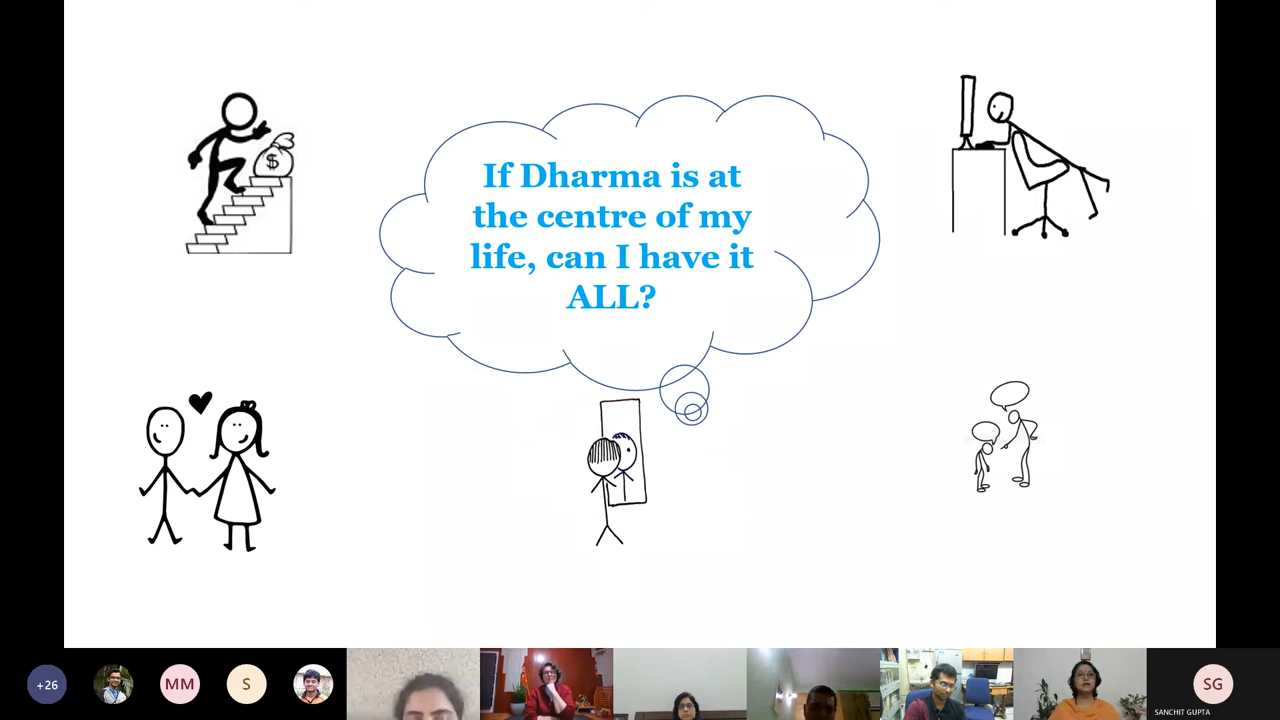 If Dharma is at
the centre of my
life, can I have it
ALL?
$
+26
MM
S
SG
SANCHIT GUPTA